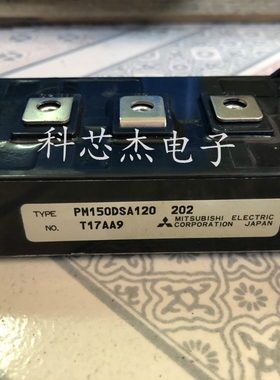 科芯杰电子
TYPE PM150DSA120 202
NO. T17AA9
MITSUBISHI ELECTRIC
CORPORATION JAPAN